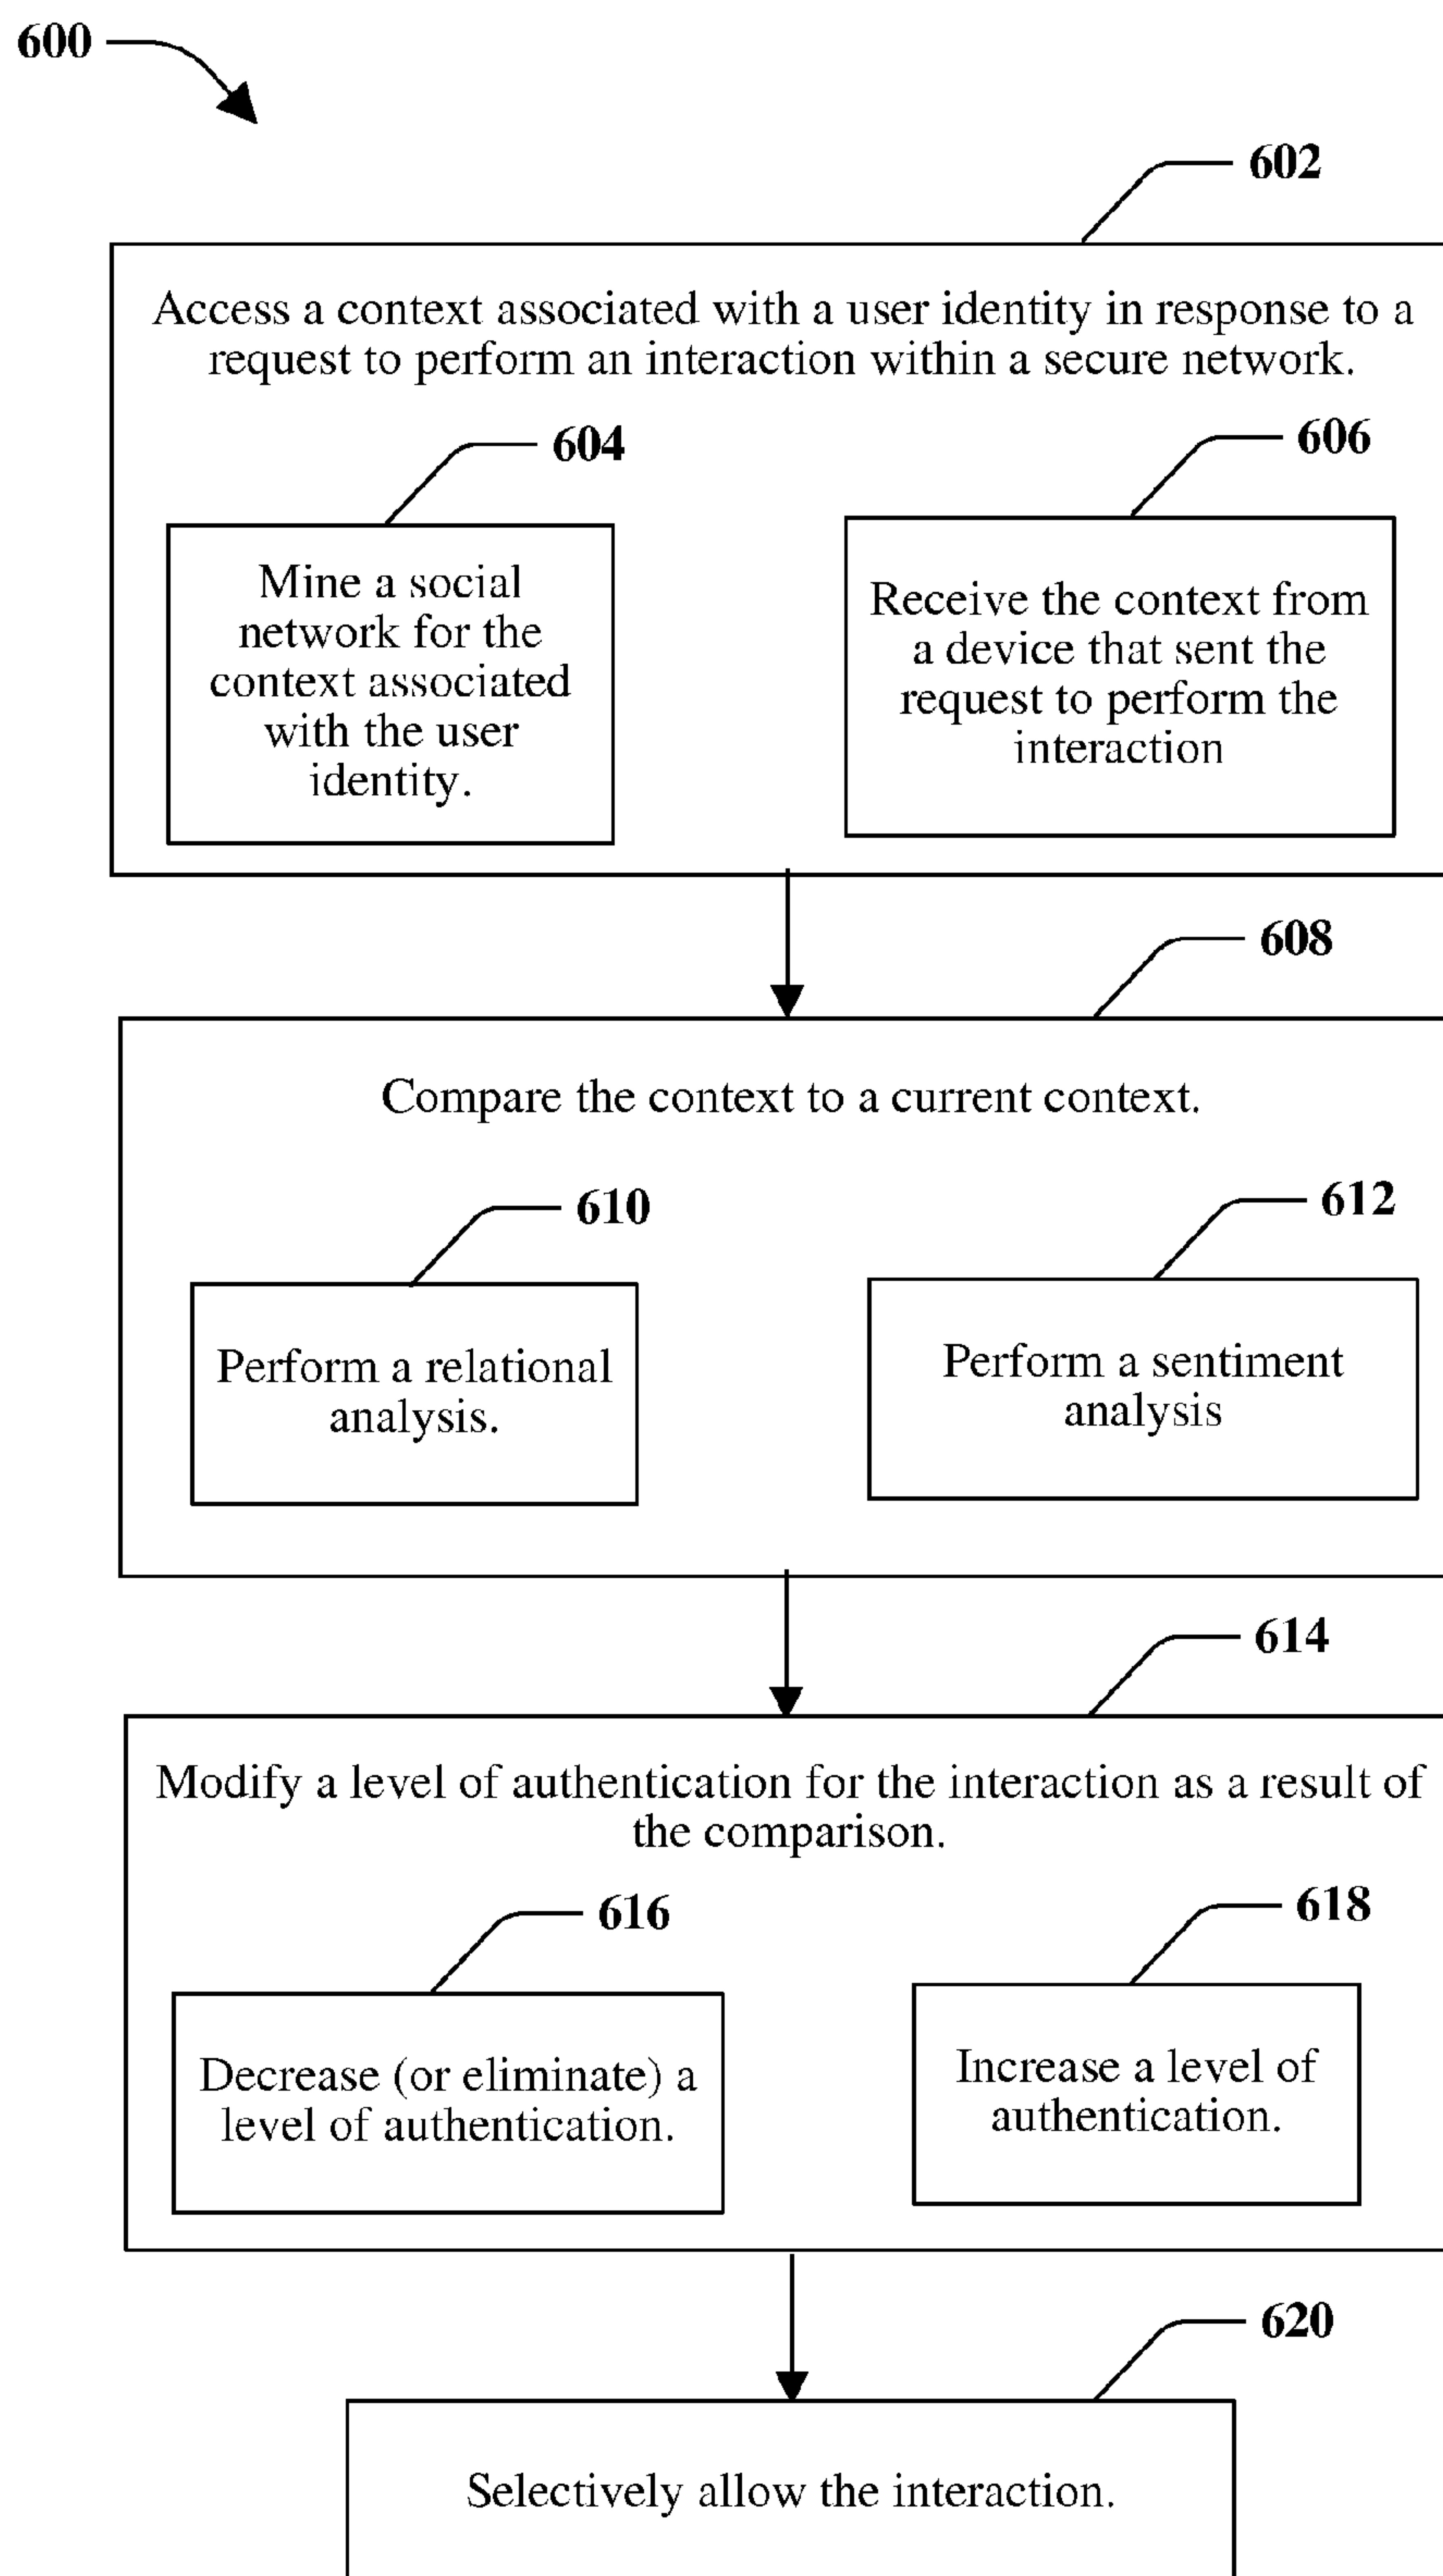 600
602
Access a context associated with a user identity in response to a
request to perform an interaction within a secure network.
604
Mine a social
network for the
context associated
with the user
identity.
606
Receive the context from
a device that sent the
request to perform the
interaction
608
Compare the context to a current context.
610
Perform a relational
analysis.
612
Perform a sentiment
analysis
614
Modify a level of authentication for the interaction as a result of
the comparison.
616
Decrease (or eliminate) a
level of authentication.
618
Increase a level of
authentication.
620
Selectively allow the interaction.